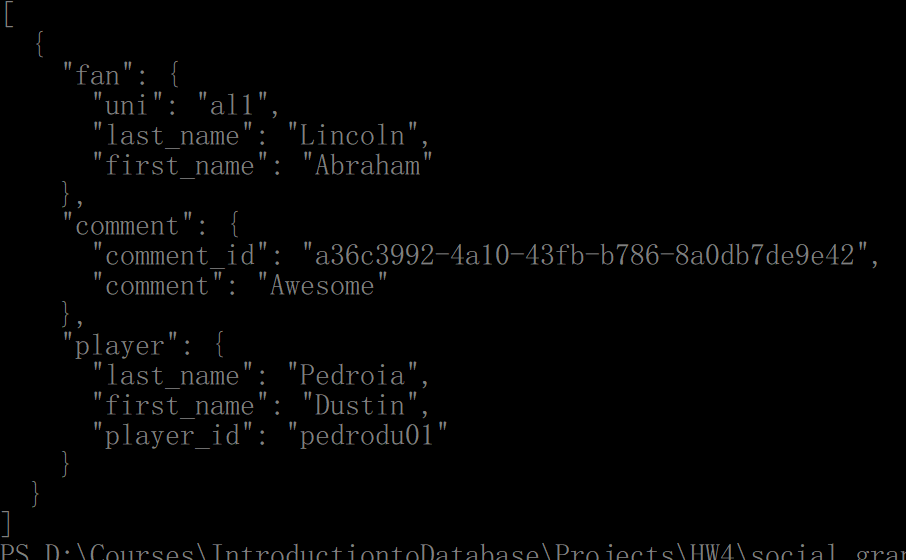 [
  {
    "fan": {
      "uni": "al1",
      "last_name": "Lincoln",
      "first_name": "Abraham"
    },
    "comment": {
      "comment_id": "a36c3992-4a10-43fb-b786-8a0db7de9e42",
      "comment": "Awesome"
    },
    "player": {
      "last_name": "Pedroia",
      "first_name": "Dustin",
      "player_id": "pedrodu01"
    }
  }
]
PS D:\Courses\IntroductiontoDatabase\Projects\HW4\social_gra